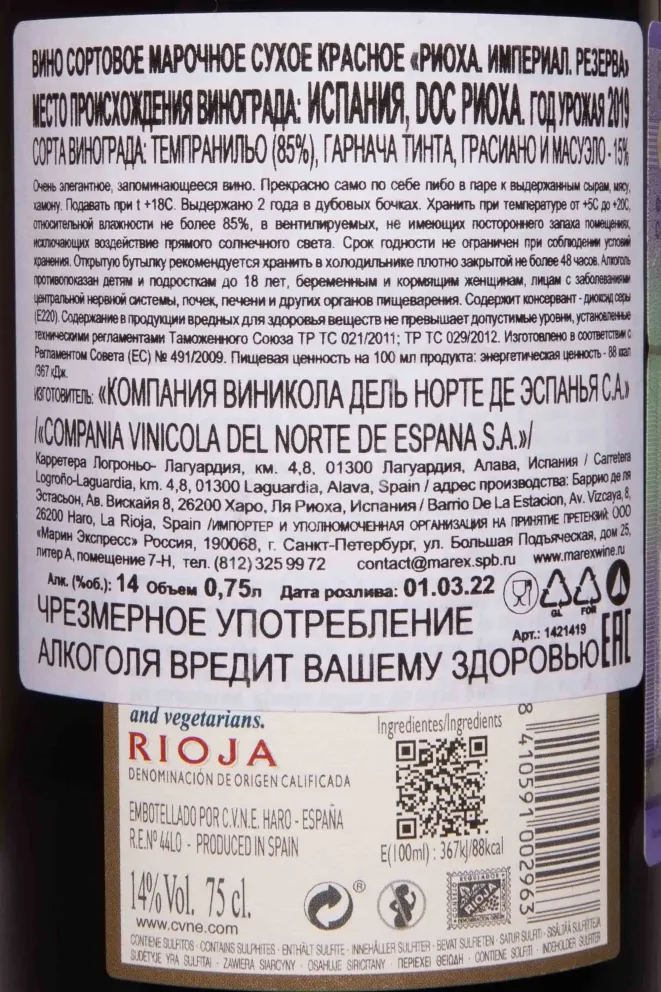 ВИНО СОРТОВОЕ МАРОЧНОЕ СУХОЕ КРАСНОЕ «РИОХА. ИМПЕРИАЛ. РЕЗЕРВА»
МЕСТО ПРОИСХОЖДЕНИЯ ВИНОГРАДА: ИСПАНИЯ, DOC РИОХА. ГОД УРОЖАЯ 2019
СОРТА ВИНОГРАДА: ТЕМПРАНИЛЬО (85%), ГАРНАЧА ТИНТА, ГРАСИАНО И МАСУЭЛО - 15%
Очень элегантное, запоминающееся вино. Прекрасно само по себе либо в паре к выдержанным сырам, мясу,
хамону. Подавать при t +18C. Выдержано 2 года в дубовых бочках. Хранить при температуре от +5С до +20С,
относительной влажности не более 85%, в вентилируемых, не имеющих постороннего запаха помещениях,
исключающих воздействие прямого солнечного света. Срок годности не ограничен при соблюдении условий
хранения. Открытую бутылку рекомендуется хранить в холодильнике плотно закрытой не более 48 часов. Алкоголь
противопоказан детям и подросткам до 18 лет, беременным и кормящим женщинам, лицам с заболеваниями
центральной нервной системы, почек, печени и других органов пищеварения. Содержит консервант - диоксид серы
(Е220). Содержание в продукции вредных для здоровья веществ не превышает допустимые уровни, установленные
техническими регламентами Таможенного Союза ТР ТС 021/2011; ТР ТС 029/2012. Изготовлено в соответствии с
Регламентом Совета (ЕС) № 491/2009. Пищевая ценность на 100 мл продукта: энергетическая ценность - 88 ккал
/367 кДж.
ИЗГОТОВИТЕЛЬ: «КОМПАНИЯ ВИНИКОЛА ДЕЛЬ НОРТЕ ДЕ ЭСПАНЬЯ С.А.»
/«COMPANIA VINICOLA DEL NORTE DE ESPANA S.A.»/
Карретера Логроньо- Лагуардия, км. 4,8, 01300 Лагуардия, Алава, Испания / Carretera
Logroño-Laguardia, km. 4,8, 01300 Laguardia, Alava, Spain / адрес производства: Баррио де ля
Эстасьон, Ав. Вискайя 8, 26200 Харо, Ля Риоха, Испания / Barrio De La Estacion, Av. Vizcaya, 8,
26200 Haro, La Rioja, Spain /ИМПОРТЕР И УПОЛНОМОЧЕННАЯ ОРГАНИЗАЦИЯ НА ПРИНЯТИЕ ПРЕТЕНЗИЙ: ООО
«Марин Экспресс» Россия, 190068, г. Санкт-Петербург, ул. Большая Подъяческая, дом 25,
литер А, помещение 7-Н, тел. (812) 325 99 72 contact@marex.spb.ru www.marexwine.ru
Алк. (%об.): 14 Объем 0,75л Дата розлива: 01.03.22
GL FOR
ЧРЕЗМЕРНОЕ УПОТРЕБЛЕНИЕ
Арт.: 1421419
АЛКОГОЛЯ ВРЕДИТ ВАШЕМУ ЗДОРОВЬЮ EAC
and vegetarians.
RIOJA
DENOMINACIÓN DE ORIGEN CALIFICADA
EMBOTELLADO POR C.V.N.E. HARO - ESPAÑA
R.E.Nº 44LO - PRODUCED IN SPAIN
Ingredientes/Ingredients
E(100ml) : 367kJ/88kcal
8 410591 002963
14%Vol. 75 cl.
www.cvne.com
RIOJA
CONTIENE SULFITOS · CONTAINS SULPHITES · ENTHÄLT SULFITE · INNEHÅLLER SULFITER · BEVAT SULFIETEN · SATUR SULFĪTI · SISÄLTÄÄ SULFIITTEJA
SUDĖTYJE YRA SULFITAI · ZAWIERA SIARCZYNY · OSAHUJE SIRICITANY · ΠΕΡΙΕΧΕΙ ΘΕΙΩΔΗ · CONTIENE SULFITI · INDEHOLDER SULFITER